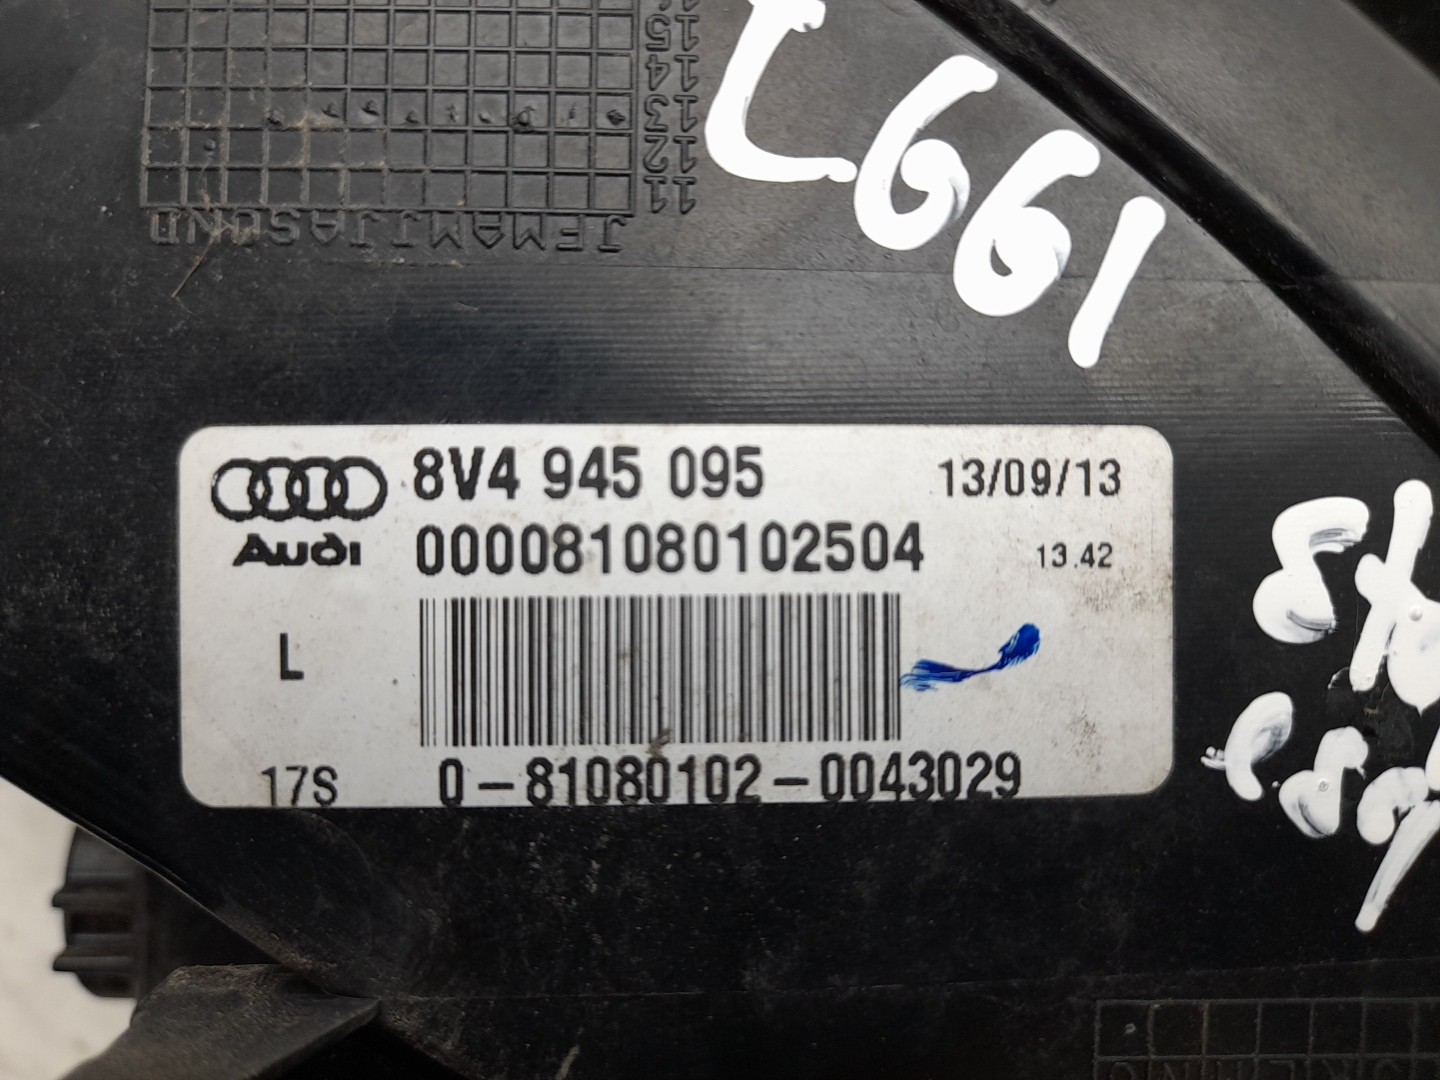 15
14
13
12
11
JFMAMJJASOND
1997
8V4 945 095
13/09/13
Audi
000081080102504
13.42
L
17S
0-81080102-0043029